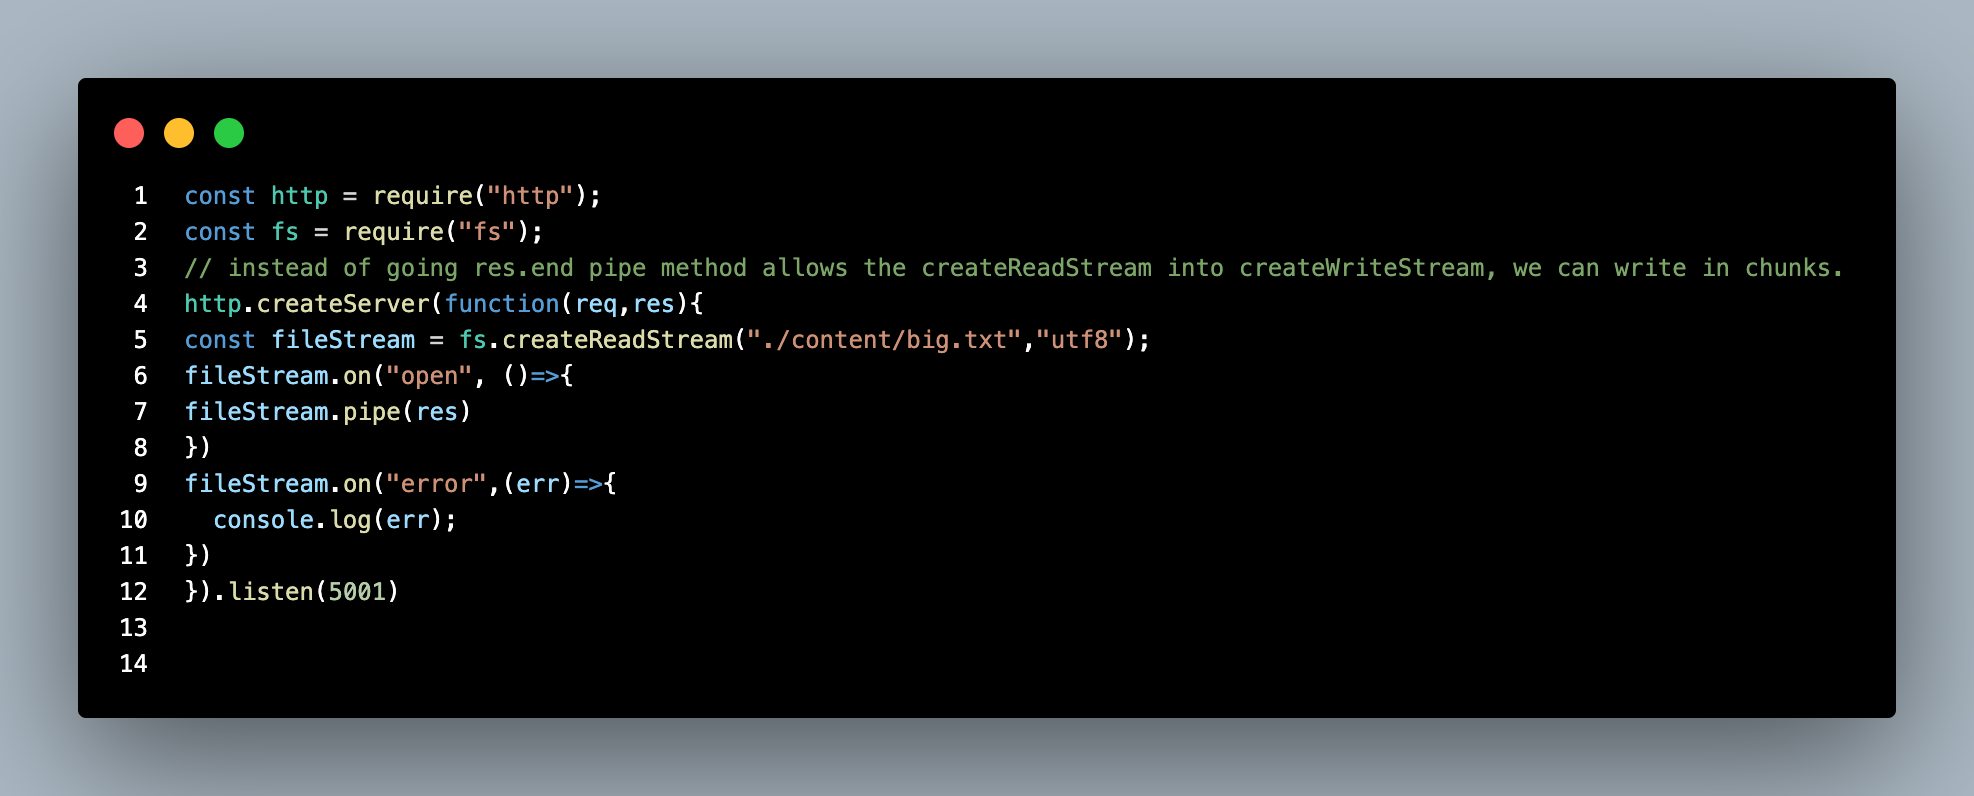 1 const http = require("http");
2 const fs = require("fs");
3 // instead of going res.end pipe method allows the createReadStream into createWriteStream, we can write in chunks.
4 http.createServer(function(req,res){
5 const fileStream = fs.createReadStream("./content/big.txt","utf8");
6 fileStream.on("open", ()=>{
7 fileStream.pipe(res)
8 })
9 fileStream.on("error",(err)=>{
10   console.log(err);
11 })
12 }).listen(5001)
13
14